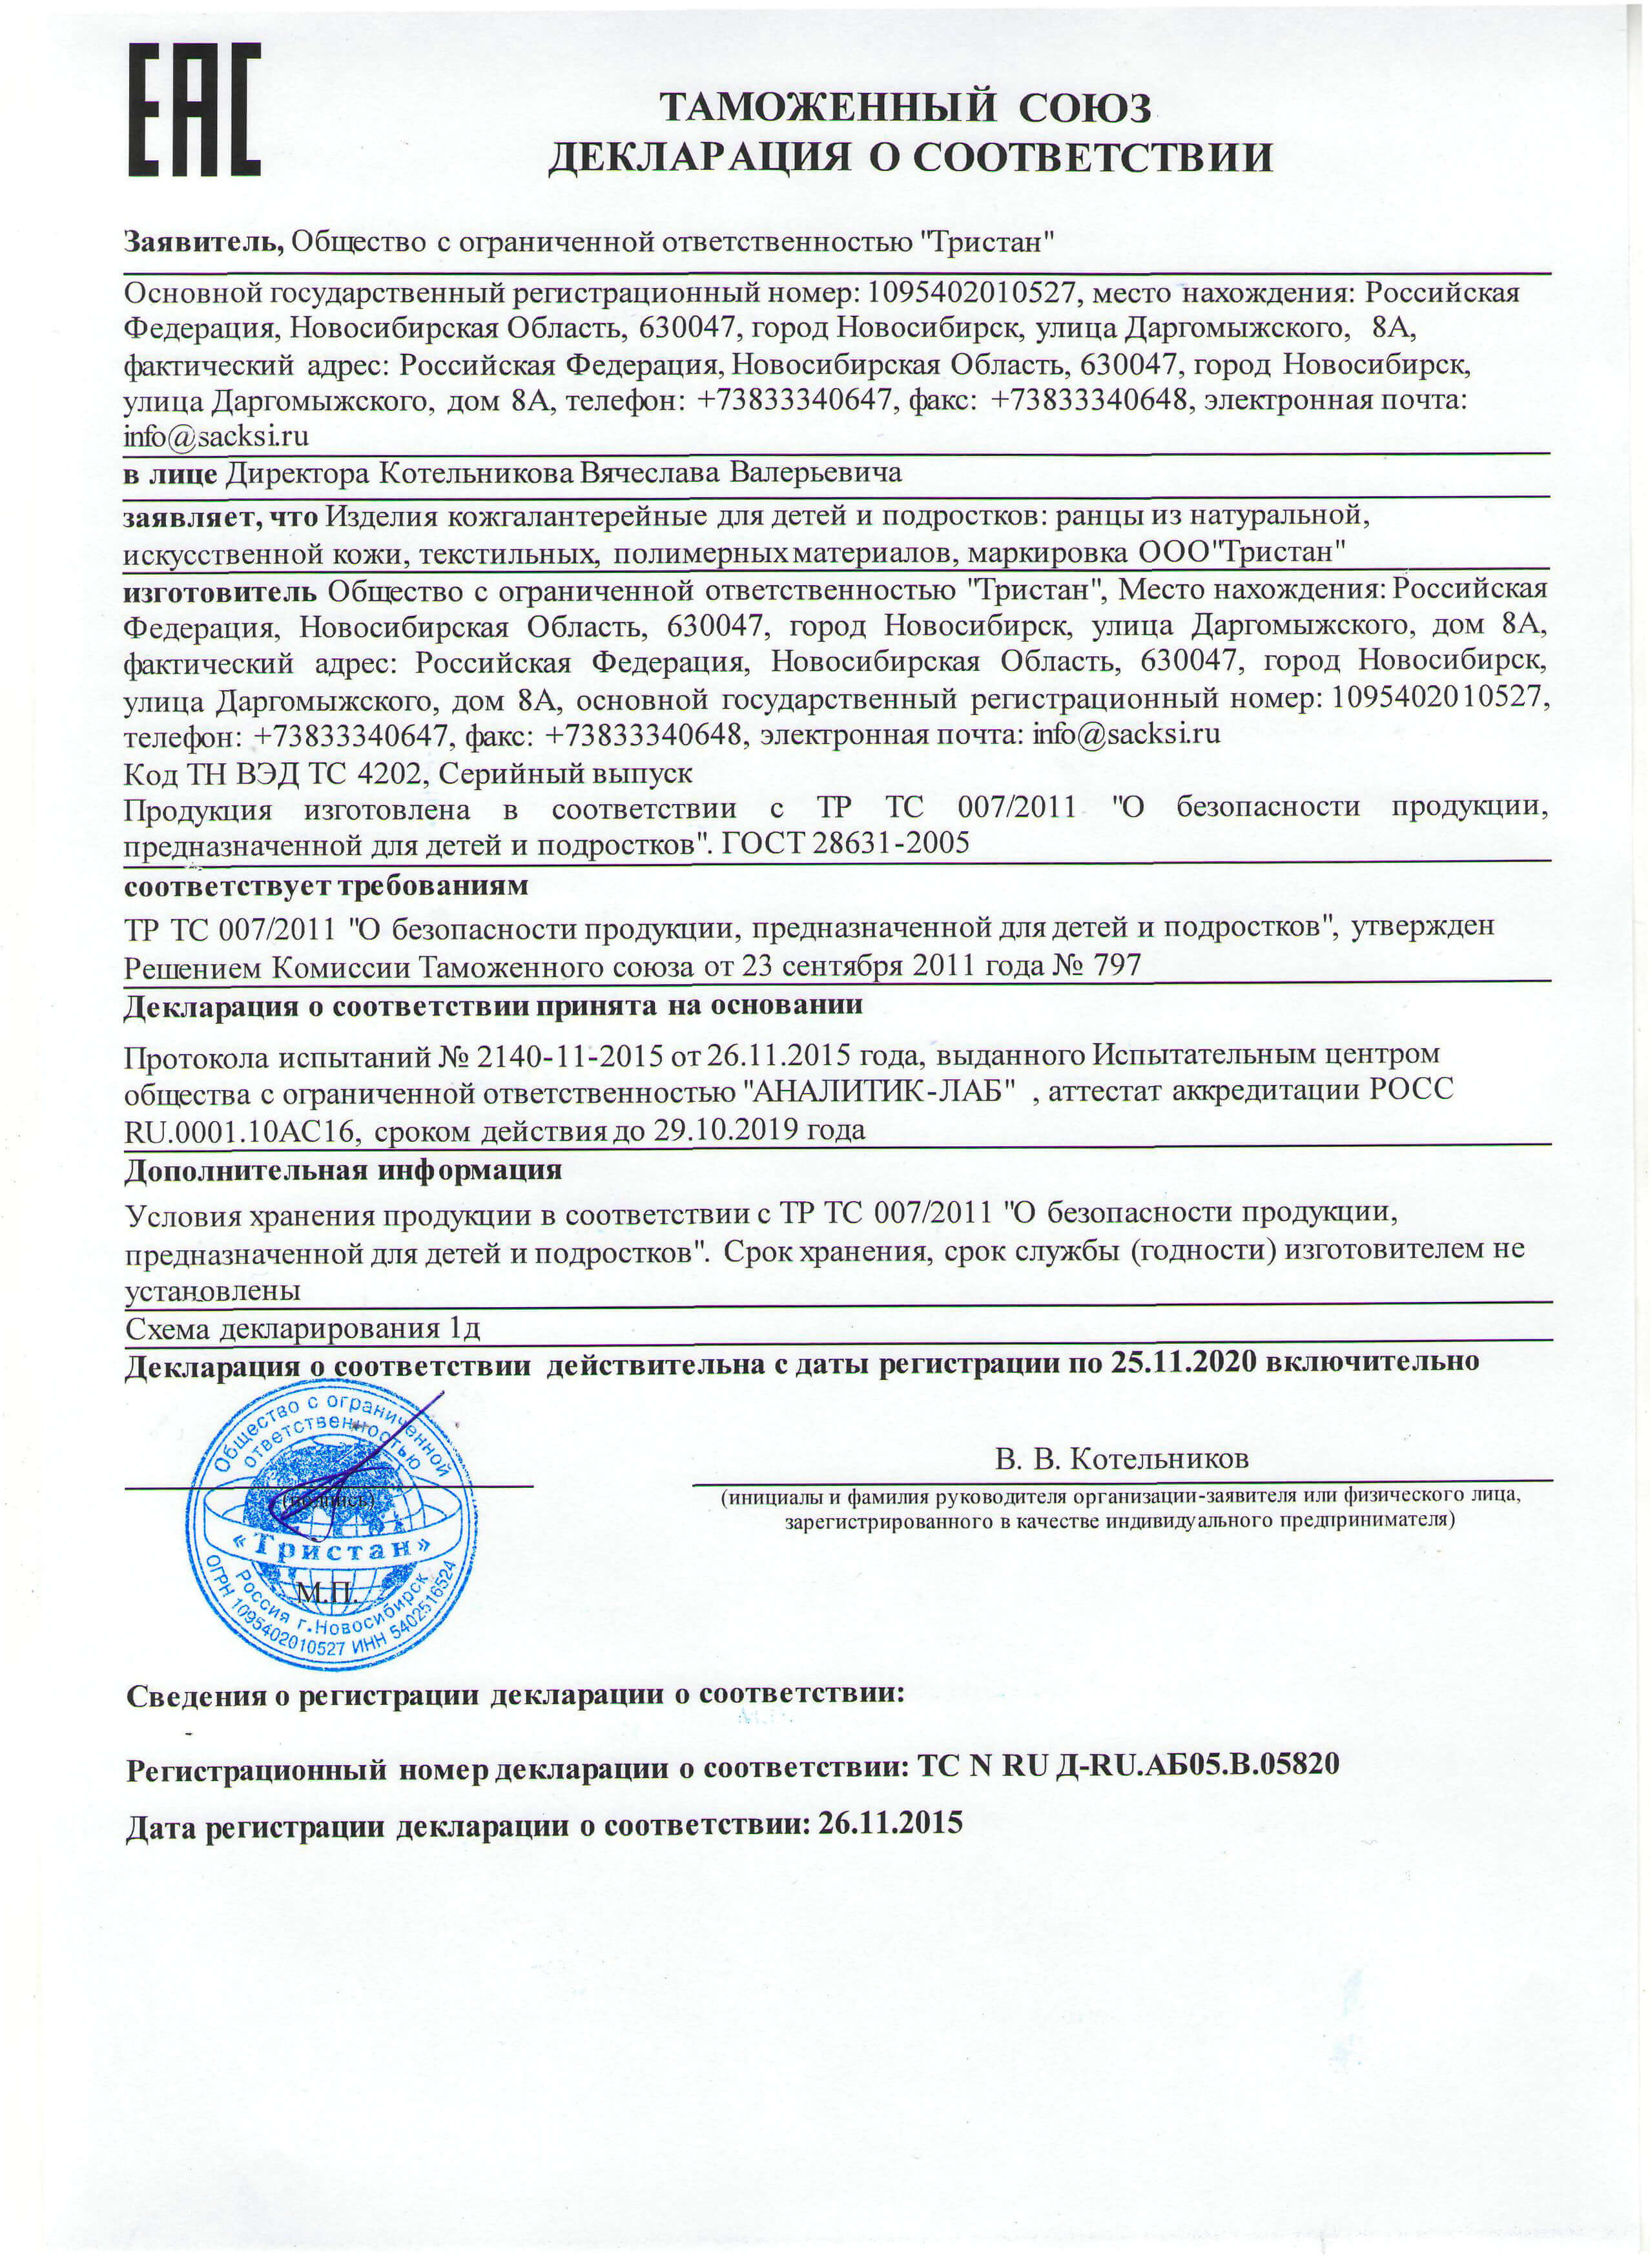 ЕАС
ТАМОЖЕННЫЙ СОЮЗ
ДЕКЛАРАЦИЯ О СООТВЕТСТВИИ
Заявитель, Общество с ограниченной ответственностью "Тристан"
Основной государственный регистрационный номер: 1095402010527, место нахождения: Российская
Федерация, Новосибирская Область, 630047, город Новосибирск, улица Даргомыжского, 8А,
фактический адрес: Российская Федерация, Новосибирская Область, 630047, город Новосибирск,
улица Даргомыжского, дом 8А, телефон: +73833340647, факс: +73833340648, электронная почта:
info@sacksi.ru
в лице Директора Котельникова Вячеслава Валерьевича
заявляет, что Изделия кожгалантерейные для детей и подростков: ранцы из натуральной,
искусственной кожи, текстильных, полимерных материалов, маркировка ООО"Тристан"
изготовитель Общество с ограниченной ответственностью "Тристан", Место нахождения: Российская
Федерация, Новосибирская Область, 630047, город Новосибирск, улица Даргомыжского, дом 8А,
фактический адрес: Российская Федерация, Новосибирская Область, 630047, город Новосибирск,
улица Даргомыжского, дом 8А, основной государственный регистрационный номер: 1095402010527,
телефон: +73833340647, факс: +73833340648, электронная почта: info@sacksi.ru
Код ТН ВЭД ТС 4202, Серийный выпуск
Продукция изготовлена в соответствии с ТР ТС 007/2011 "О безопасности продукции,
предназначенной для детей и подростков". ГОСТ 28631-2005
соответствует требованиям
ТР ТС 007/2011 "О безопасности продукции, предназначенной для детей и подростков", утвержден
Решением Комиссии Таможенного союза от 23 сентября 2011 года № 797
Декларация о соответствии принята на основании
Протокола испытаний № 2140-11-2015 от 26.11.2015 года, выданного Испытательным центром
общества с ограниченной ответственностью "АНАЛИТИК-ЛАБ" , аттестат аккредитации РОСС
RU.0001.10АС16, сроком действия до 29.10.2019 года
Дополнительная информация
Условия хранения продукции в соответствии с ТР ТС 007/2011 "О безопасности продукции,
предназначенной для детей и подростков". Срок хранения, срок службы (годности) изготовителем не
установлены
Схема декларирования 1д
Декларация о соответствии действительна с даты регистрации по 25.11.2020 включительно
Общество с ограниченной
ответственностью
(подпись)
«Тристан»
М.П.
Россия г.Новосибирск
ОГРН 1095402010527 ИНН 5402516524
В. В. Котельников
(инициалы и фамилия руководителя организации-заявителя или физического лица,
зарегистрированного в качестве индивидуального предпринимателя)
Сведения о регистрации декларации о соответствии:
Регистрационный номер декларации о соответствии: ТС N RU Д-RU.АБ05.В.05820
Дата регистрации декларации о соответствии: 26.11.2015